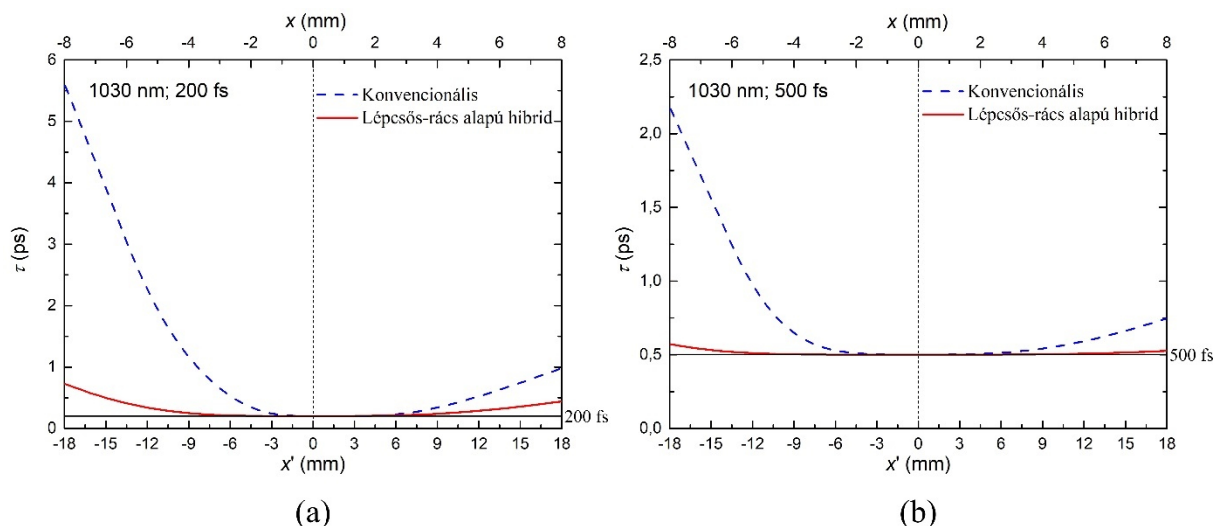 x (mm)
-8 -6 -4 -2 0 2 4 6 8
6
5
4
3
2
1
0
τ (ps)
1030 nm; 200 fs
Konvencionális
Lépcsős-rács alapú hibrid
200 fs
-18 -15 -12 -9 -6 -3 0 3 6 9 12 15 18
x' (mm)
(a)
x (mm)
-8 -6 -4 -2 0 2 4 6 8
2,5
2,0
1,5
1,0
0,5
0,0
τ (ps)
1030 nm; 500 fs
Konvencionális
Lépcsős-rács alapú hibrid
500 fs
-18 -15 -12 -9 -6 -3 0 3 6 9 12 15 18
x' (mm)
(b)